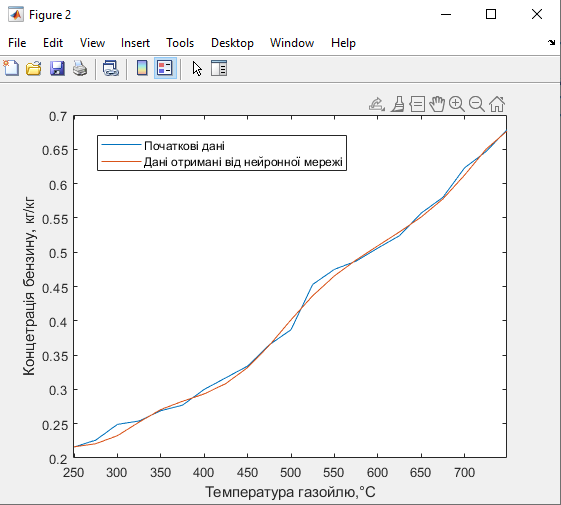 Figure 2
File Edit View Insert Tools Desktop Window Help
0.7
0.65
0.6
0.55
0.5
0.45
0.4
0.35
0.3
0.25
0.2
Концетрація бензину, кг/кг
Початкові дані
Дані отримані від нейронної мережі
250 300 350 400 450 500 550 600 650 700
Температура газойлю,°C